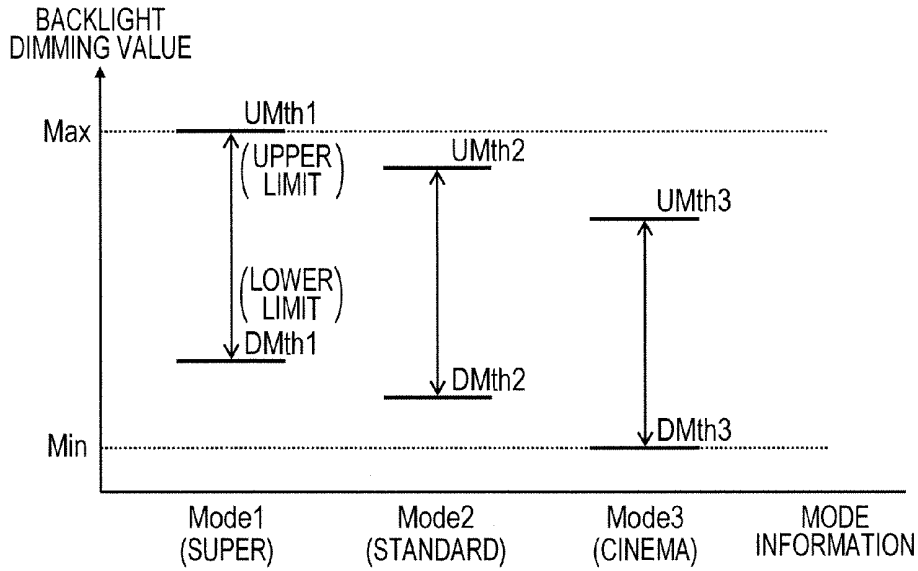 BACKLIGHT
DIMMING VALUE
Max
UMth1
(UPPER
LIMIT)
UMth2
UMth3
(LOWER
LIMIT)
DMth1
DMth2
DMth3
Min
Mode1
(SUPER)
Mode2
(STANDARD)
Mode3
(CINEMA)
MODE
INFORMATION